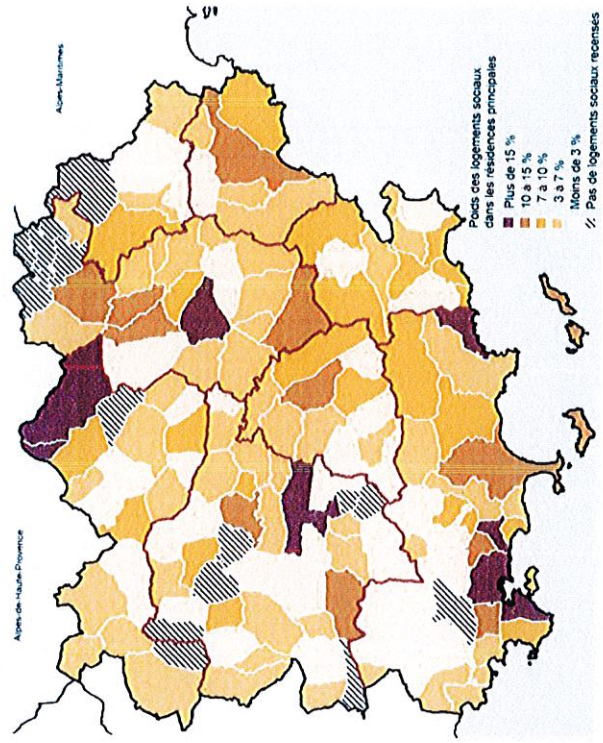 Alpes-de-Haute-Provence
Alpes-Maritimes
Poids des logements sociaux
dans les résidences principales
Plus de 15 %
10 à 15 %
7 à 10 %
3 à 7 %
Moins de 3 %
Pas de logements sociaux recensés